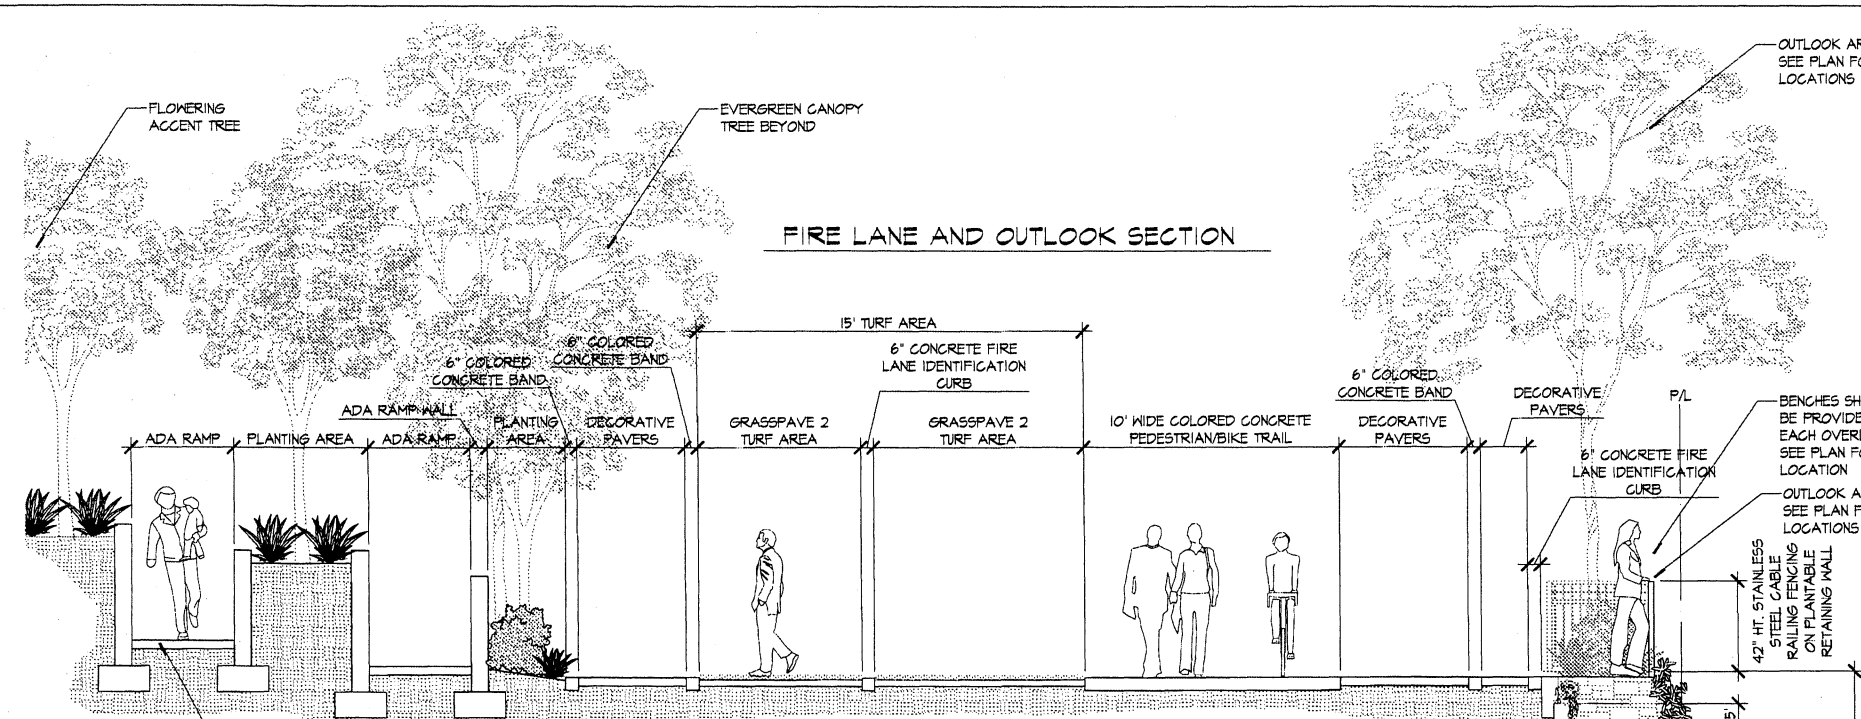 FLOWERING
ACCENT TREE
EVERGREEN CANOPY
TREE BEYOND
OUTLOOK AR
SEE PLAN FO
LOCATIONS
FIRE LANE AND OUTLOOK SECTION
15' TURF AREA
6" COLORED
CONCRETE BAND
6" COLORED
CONCRETE BAND
6" CONCRETE FIRE
LANE IDENTIFICATION
CURB
6" COLORED
CONCRETE BAND
DECORATIVE
PAVERS
P/L
ADA RAMP WALL
ADA RAMP
PLANTING AREA
ADA RAMP
PLANTING
AREA
DECORATIVE
PAVERS
GRASSPAVE 2
TURF AREA
GRASSPAVE 2
TURF AREA
10' WIDE COLORED CONCRETE
PEDESTRIAN/BIKE TRAIL
DECORATIVE
PAVERS
6" CONCRETE FIRE
LANE IDENTIFICATION
CURB
BENCHES SH
BE PROVIDE
EACH OVER
SEE PLAN FO
LOCATION
OUTLOOK A
SEE PLAN F
LOCATIONS
42" HT. STAINLESS
STEEL CABLE
RAILING FENCING
ON PLANTABLE
RETAINING WALL
5'